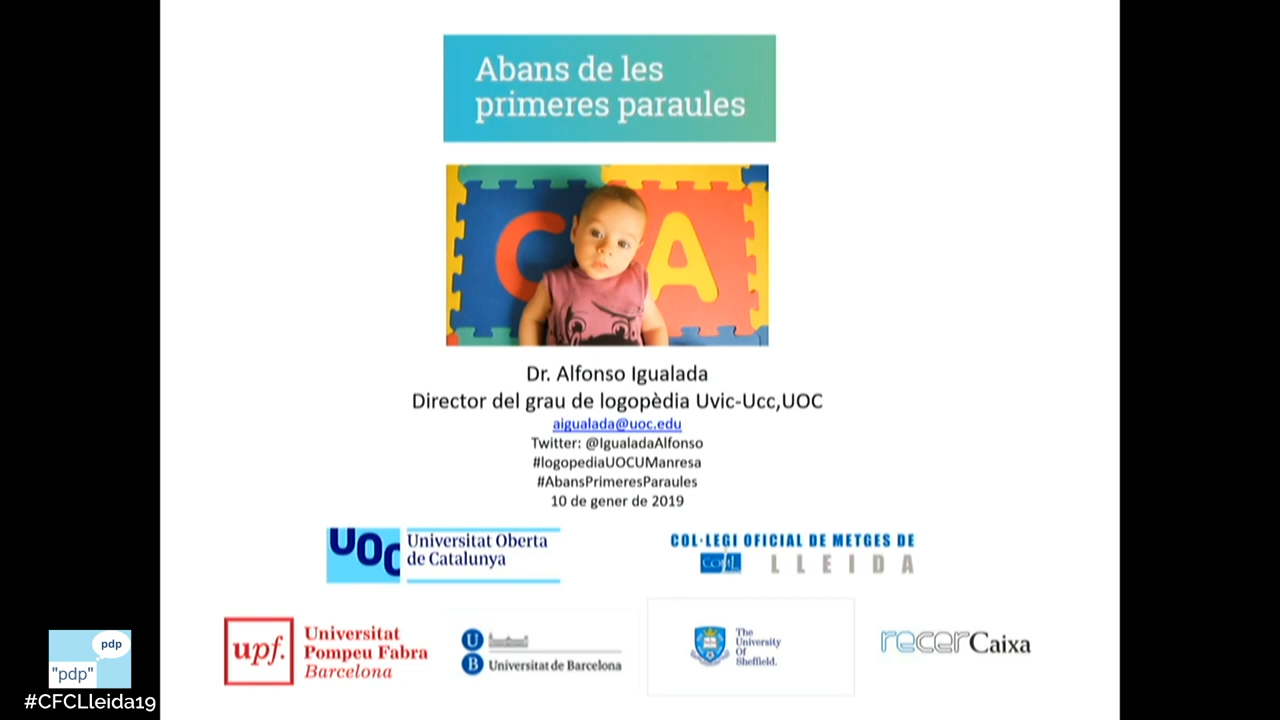 Abans de les
primeres paraules
C A
Dr. Alfonso Igualada
Director del grau de logopèdia Uvic-Ucc,UOC
aigualada@uoc.edu
Twitter: @IgualadaAlfonso
#logopediaUOCUManresa
#AbansPrimeresParaules
10 de gener de 2019
UOC
Universitat Oberta
de Catalunya
COL·LEGI OFICIAL DE METGES DE
COML LLEIDA
upf.
Universitat
Pompeu Fabra
Barcelona
U
B
Universitat de Barcelona
The
University
Of
Sheffield.
recerCaixa
pdp
"pdp"
#CFCLleida19